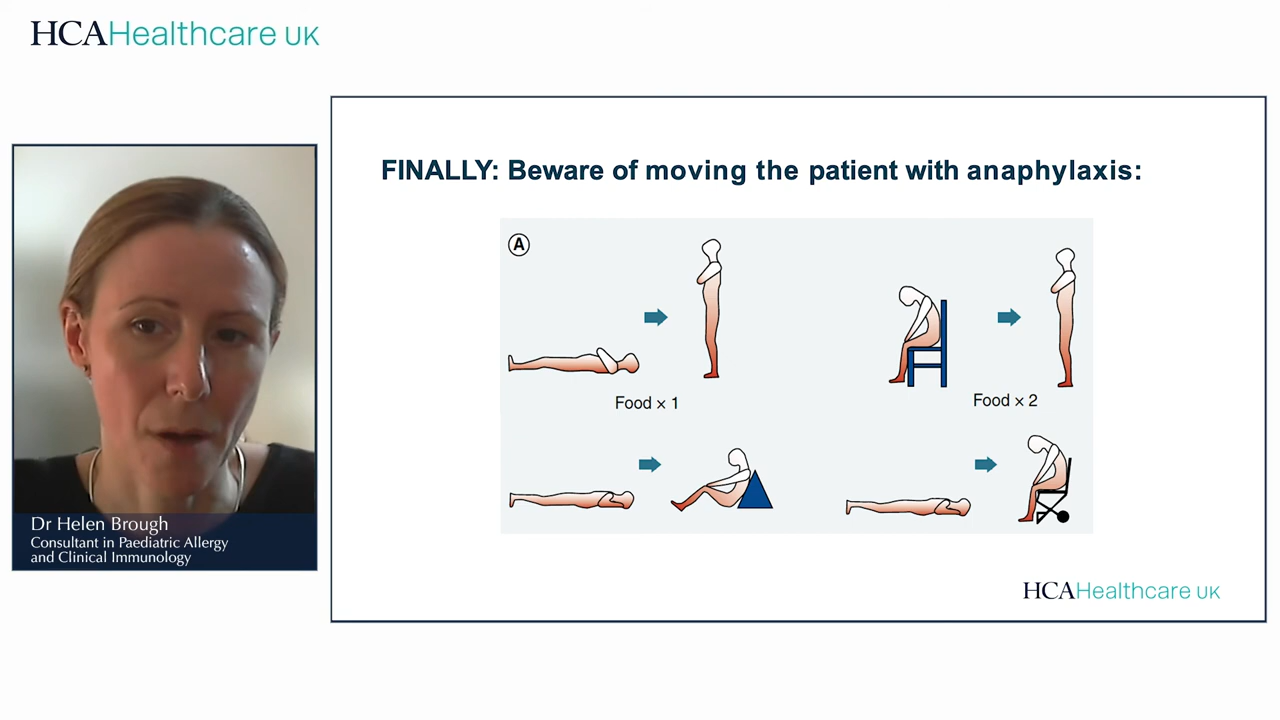 HCAHealthcare UK
FINALLY: Beware of moving the patient with anaphylaxis:
A
Food × 1
Food × 2
Dr Helen Brough
Consultant in Paediatric Allergy
and Clinical Immunology
HCAHealthcare UK